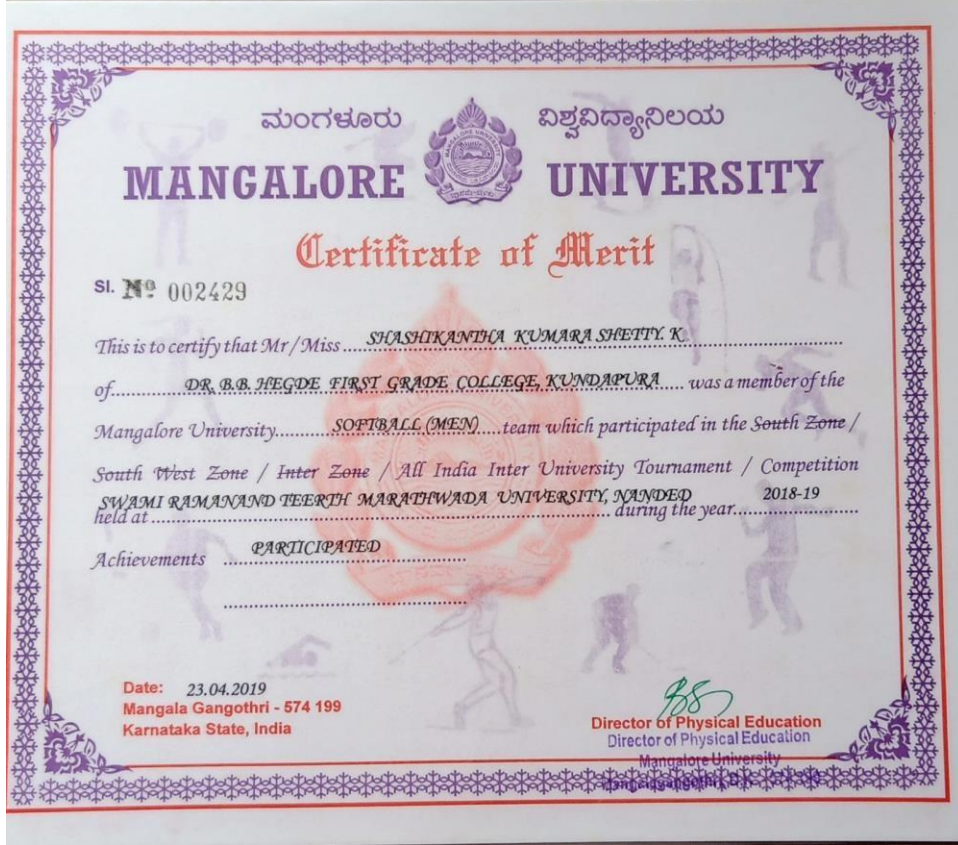 ಮಂಗಳೂರು ವಿಶ್ವವಿದ್ಯಾನಿಲಯ
MANGALORE UNIVERSITY
Certificate of Merit
Sl. Nº 002429
This is to certify that Mr / Miss SHASHIKANTHA KUMARA SHETTY. K
of DR. B.B. HEGDE FIRST GRADE COLLEGE, KUNDAPURA was a member of the
Mangalore University SOFTBALL (MEN) team which participated in the South Zone /
South West Zone / Inter Zone / All India Inter University Tournament / Competition
held at SWAMI RAMANAND TEERTH MARATHWADA UNIVERSITY, NANDED during the year 2018-19
Achievements PARTICIPATED
Date: 23.04.2019
Mangala Gangothri - 574 199
Karnataka State, India
Director of Physical Education
Director of Physical Education
Mangalore University